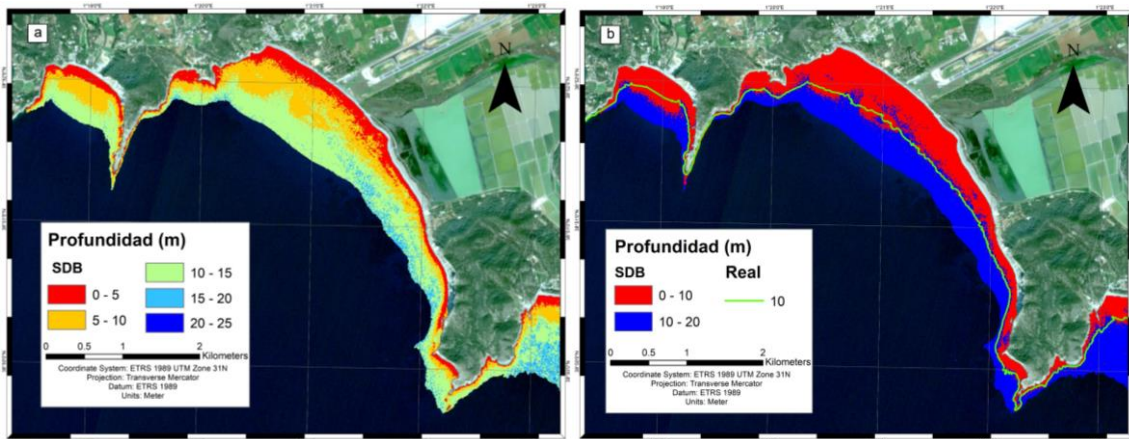 a
N
Profundidad (m)
SDB
0 - 5
5 - 10
10 - 15
15 - 20
20 - 25
0 0.5 1 2
Kilometers
Coordinate System: ETRS 1989 UTM Zone 31N
Projection: Transverse Mercator
Datum: ETRS 1989
Units: Meter
b
N
Profundidad (m)
SDB
0 - 10
10 - 20
Real
10
0 0.5 1 2
Kilometers
Coordinate System: ETRS 1989 UTM Zone 31N
Projection: Transverse Mercator
Datum: ETRS 1989
Units: Meter